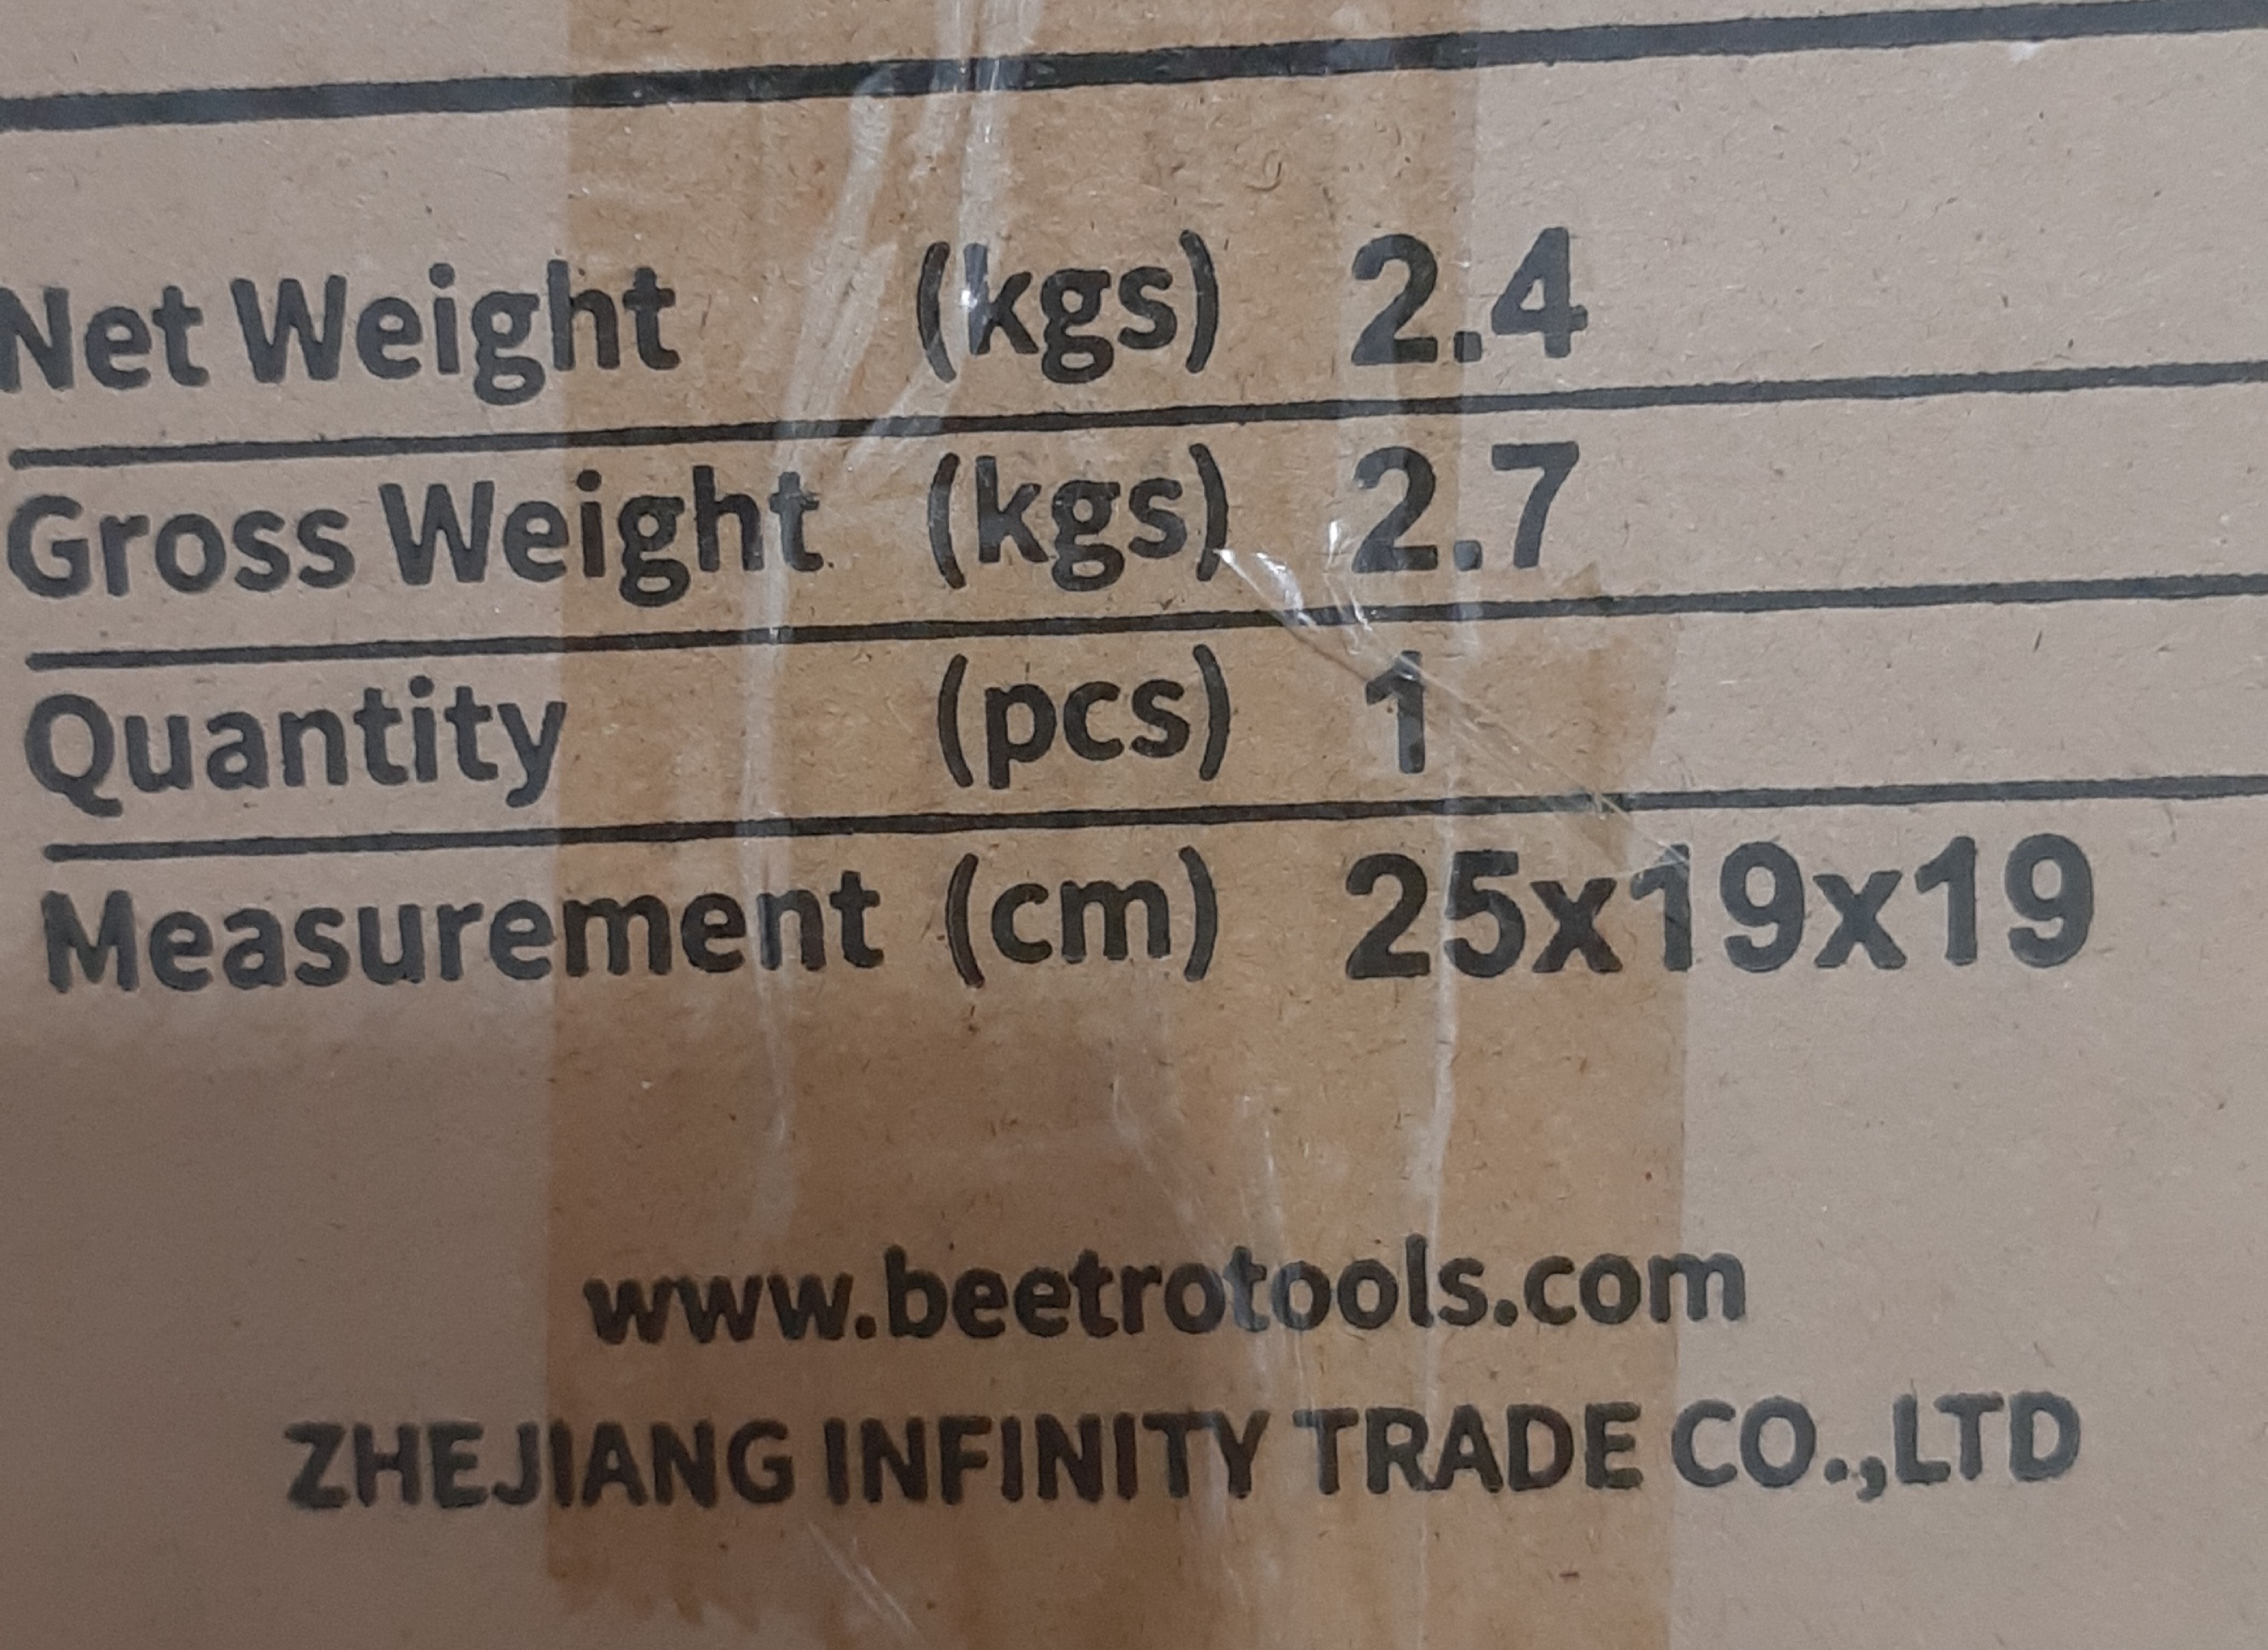 Net Weight (kgs) 2.4
Gross Weight (kgs) 2.7
Quantity (pcs) 1
Measurement (cm) 25x19x19
www.beetrotools.com
ZHEJIANG INFINITY TRADE CO.,LTD